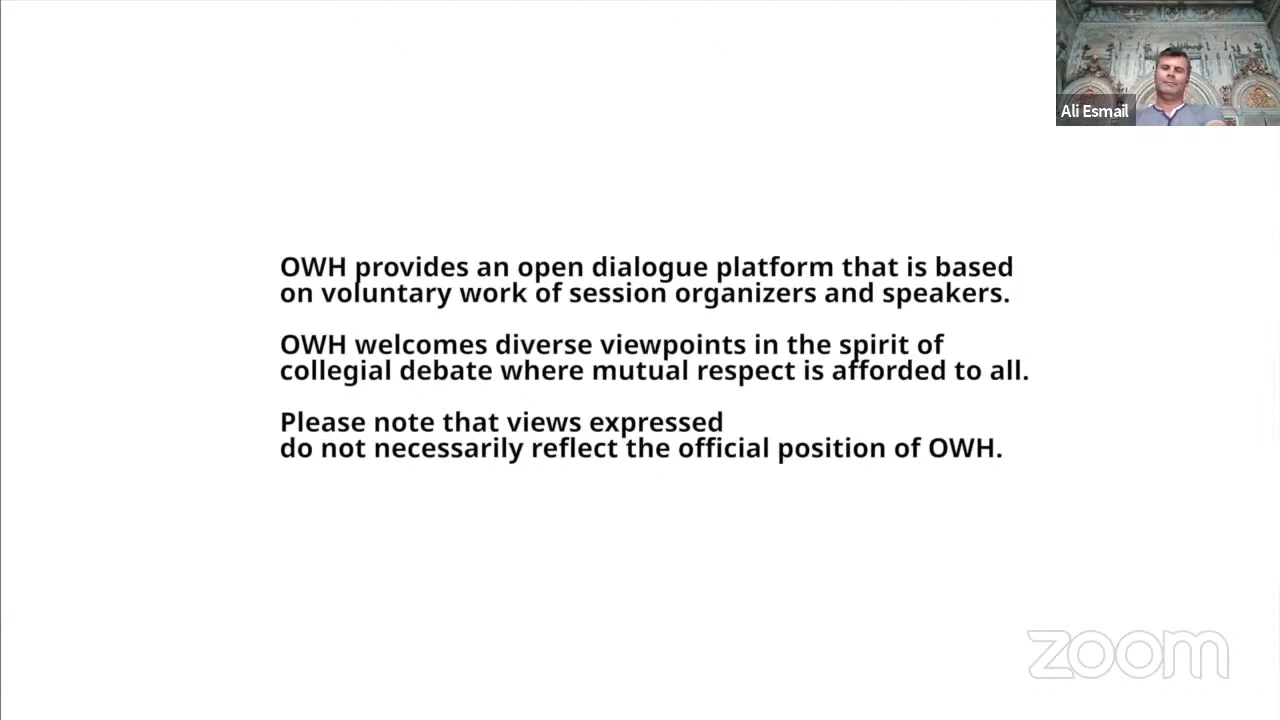 Ali Esmail
OWH provides an open dialogue platform that is based
on voluntary work of session organizers and speakers.
OWH welcomes diverse viewpoints in the spirit of
collegial debate where mutual respect is afforded to all.
Please note that views expressed
do not necessarily reflect the official position of OWH.
zoom